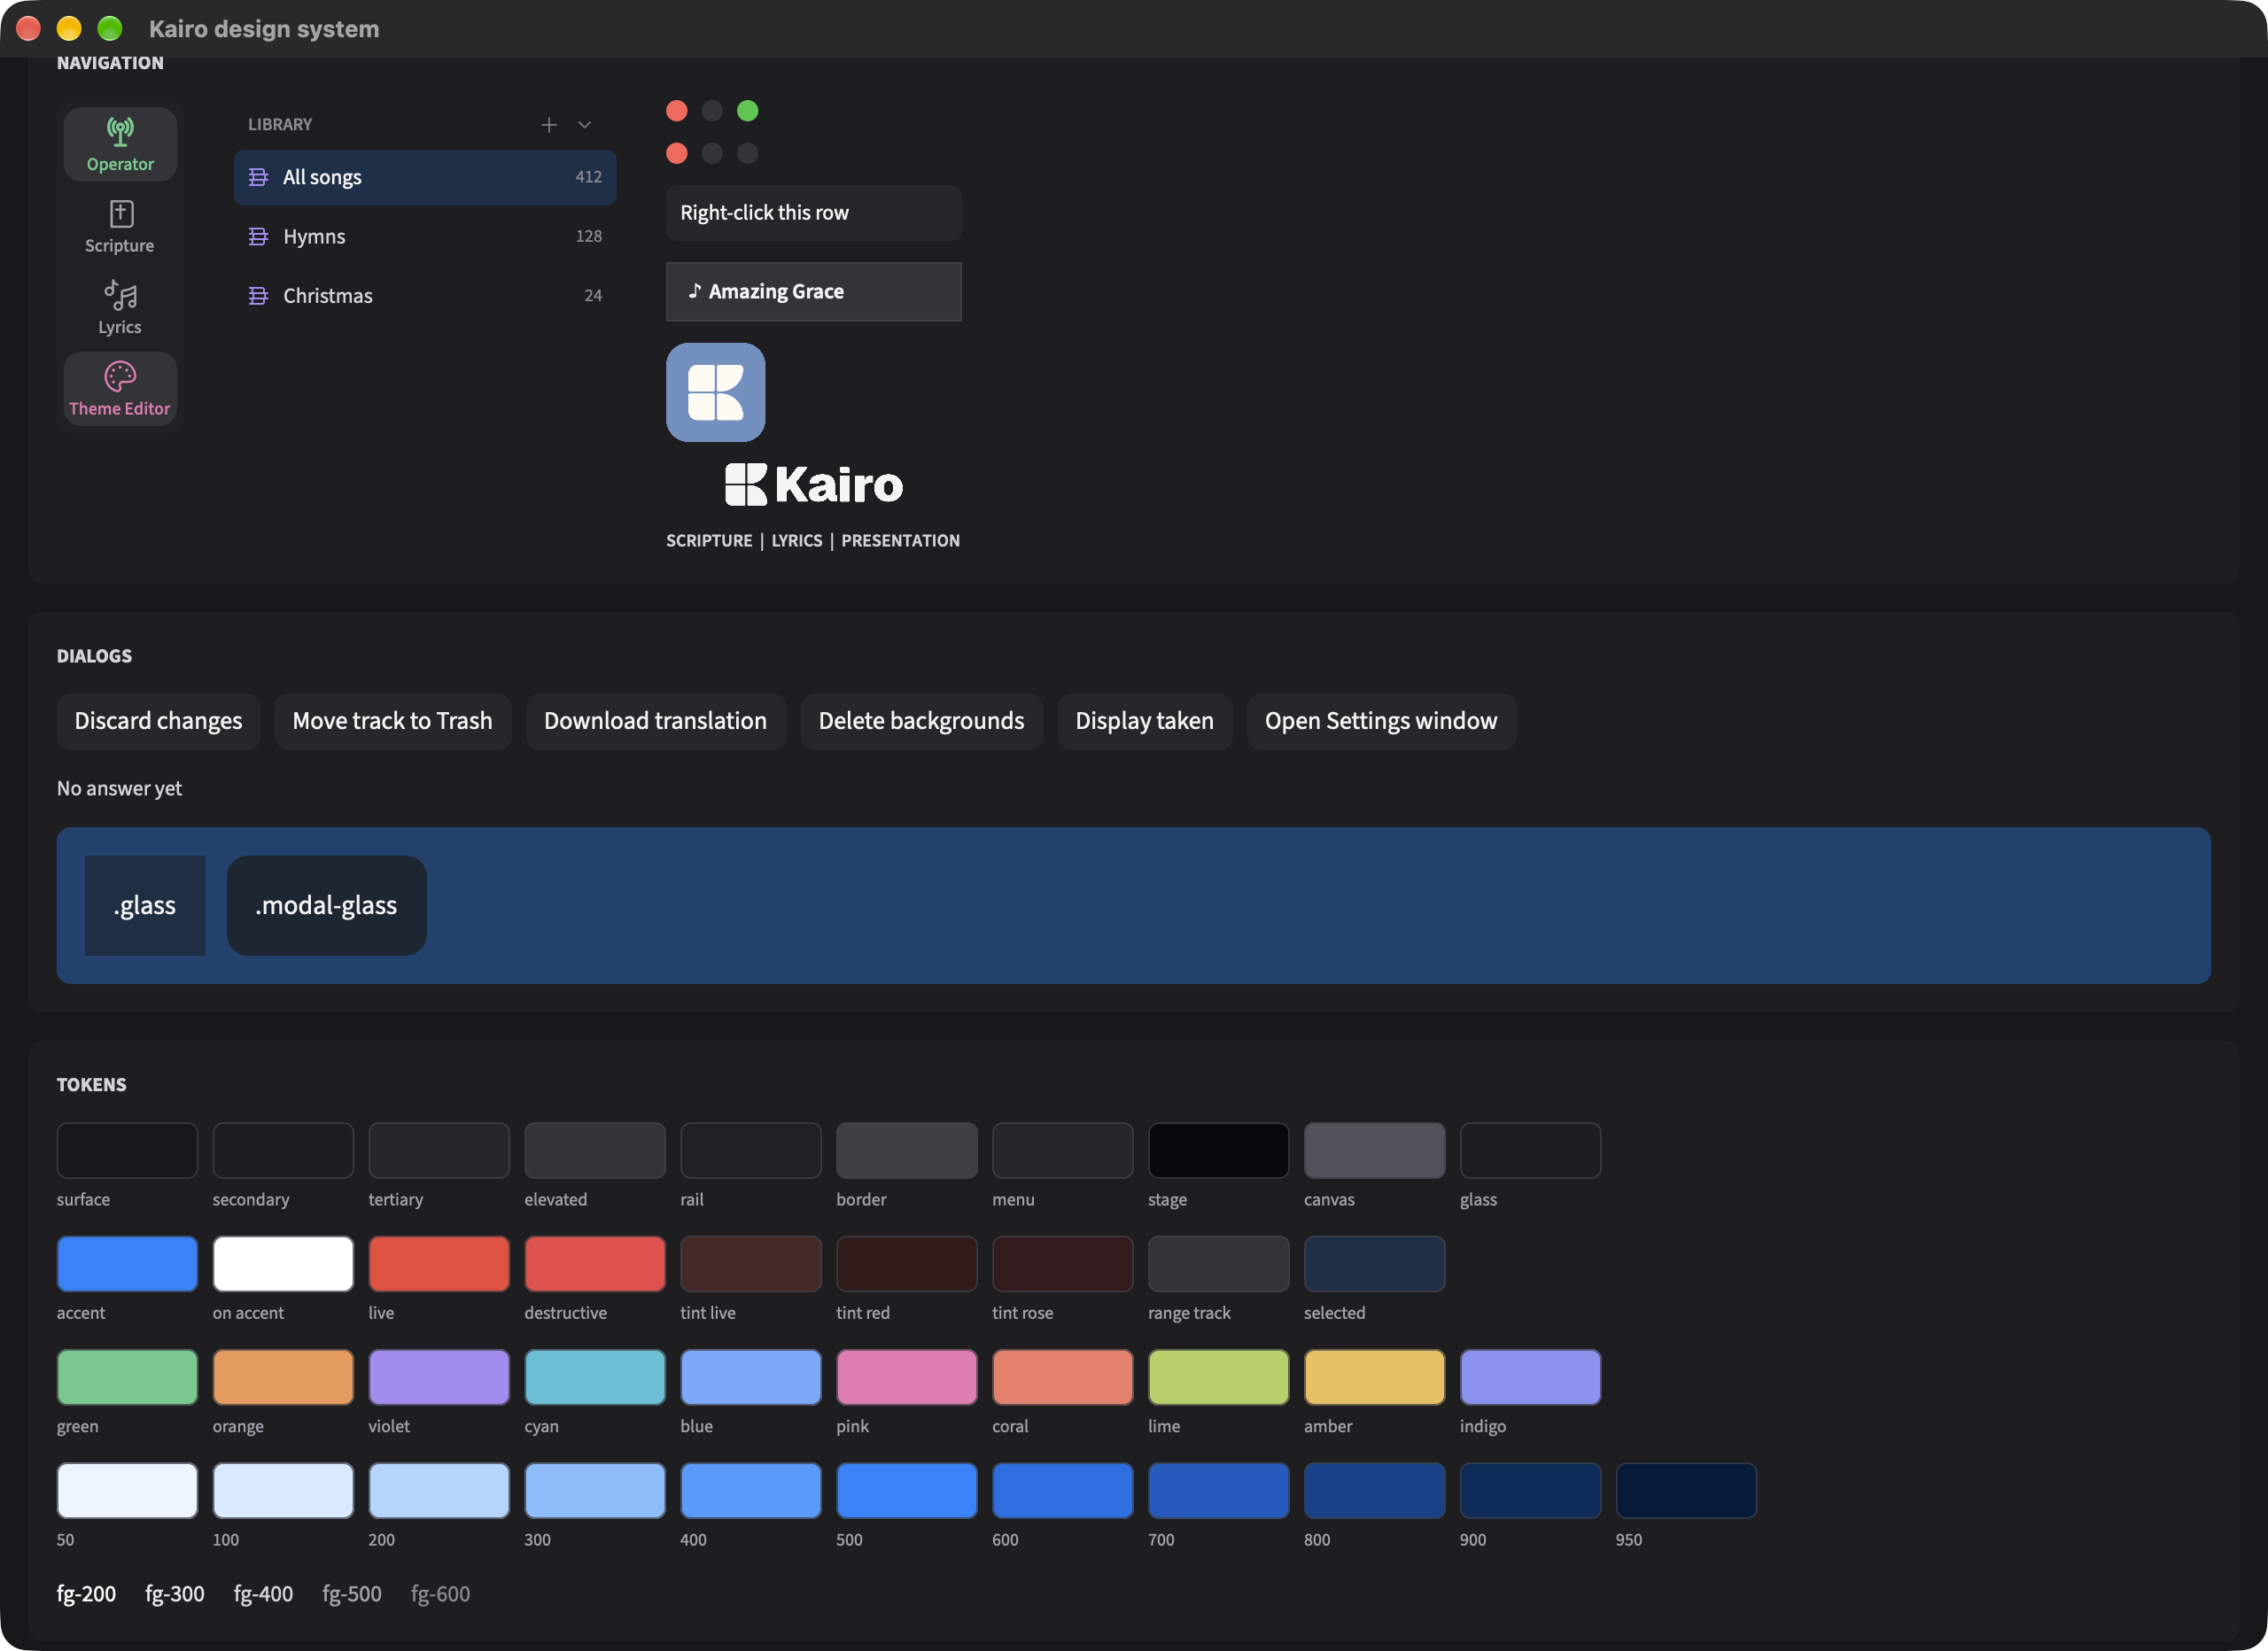 Kairo design system
NAVIGATION
Operator
Scripture
Lyrics
Theme Editor
LIBRARY
All songs 412
Hymns 128
Christmas 24
Right-click this row
♪ Amazing Grace
Kairo
SCRIPTURE | LYRICS | PRESENTATION
DIALOGS
Discard changes Move track to Trash Download translation Delete backgrounds Display taken Open Settings window
No answer yet
.glass .modal-glass
TOKENS
surface secondary tertiary elevated rail border menu stage canvas glass
accent on accent live destructive tint live tint red tint rose range track selected
green orange violet cyan blue pink coral lime amber indigo
50 100 200 300 400 500 600 700 800 900 950
fg-200 fg-300 fg-400 fg-500 fg-600